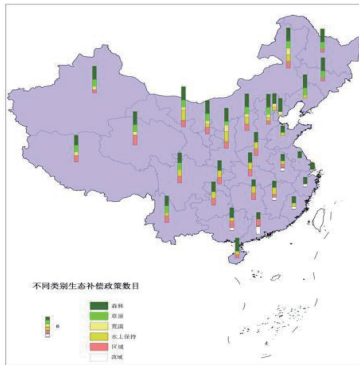 不同类别生态补偿政策数目
森林
草原
荒漠
水土保持
区域
流域